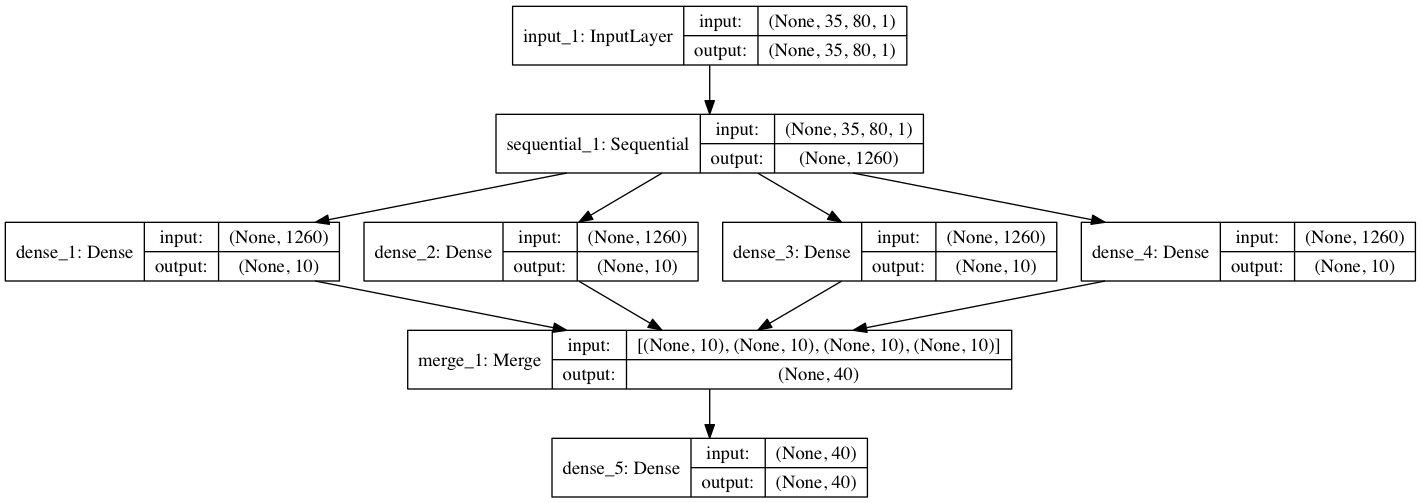 input_1: InputLayer
input: (None, 35, 80, 1)
output: (None, 35, 80, 1)
sequential_1: Sequential
input: (None, 35, 80, 1)
output: (None, 1260)
dense_1: Dense
input: (None, 1260)
output: (None, 10)
dense_2: Dense
input: (None, 1260)
output: (None, 10)
dense_3: Dense
input: (None, 1260)
output: (None, 10)
dense_4: Dense
input: (None, 1260)
output: (None, 10)
merge_1: Merge
input: [(None, 10), (None, 10), (None, 10), (None, 10)]
output: (None, 40)
dense_5: Dense
input: (None, 40)
output: (None, 40)